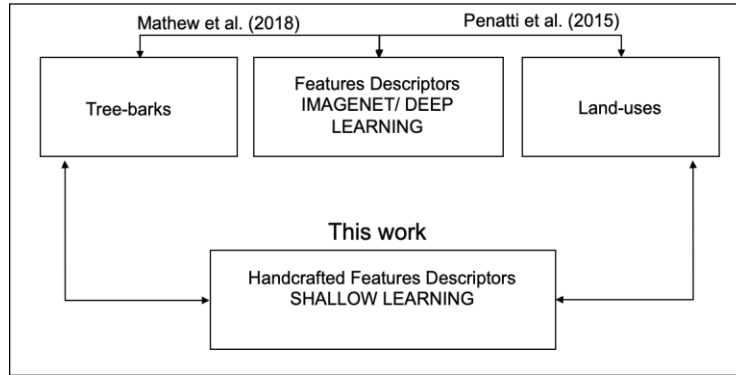 Mathew et al. (2018)
Penatti et al. (2015)
Tree-barks
Features Descriptors
IMAGENET/ DEEP
LEARNING
Land-uses
This work
Handcrafted Features Descriptors
SHALLOW LEARNING